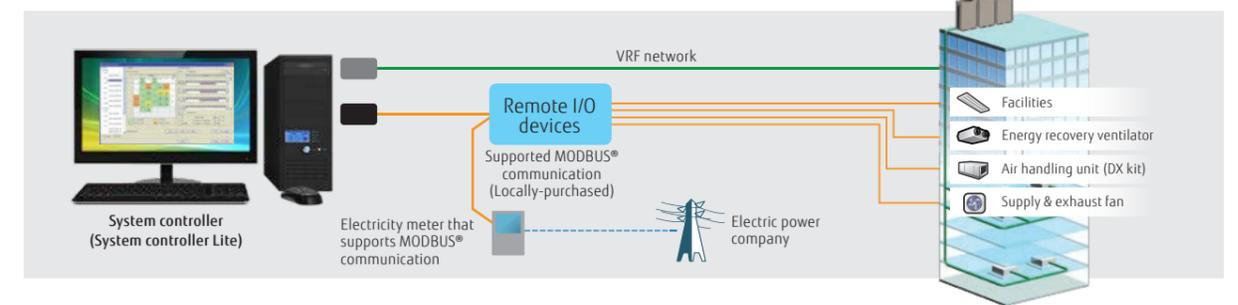 VRF network
Remote I/O
devices
Supported MODBUS®
communication
(Locally-purchased)
Facilities
Energy recovery ventilator
Air handling unit (DX kit)
Supply & exhaust fan
System controller
(System controller Lite)
Electricity meter that
supports MODBUS®
communication
Electric power
company